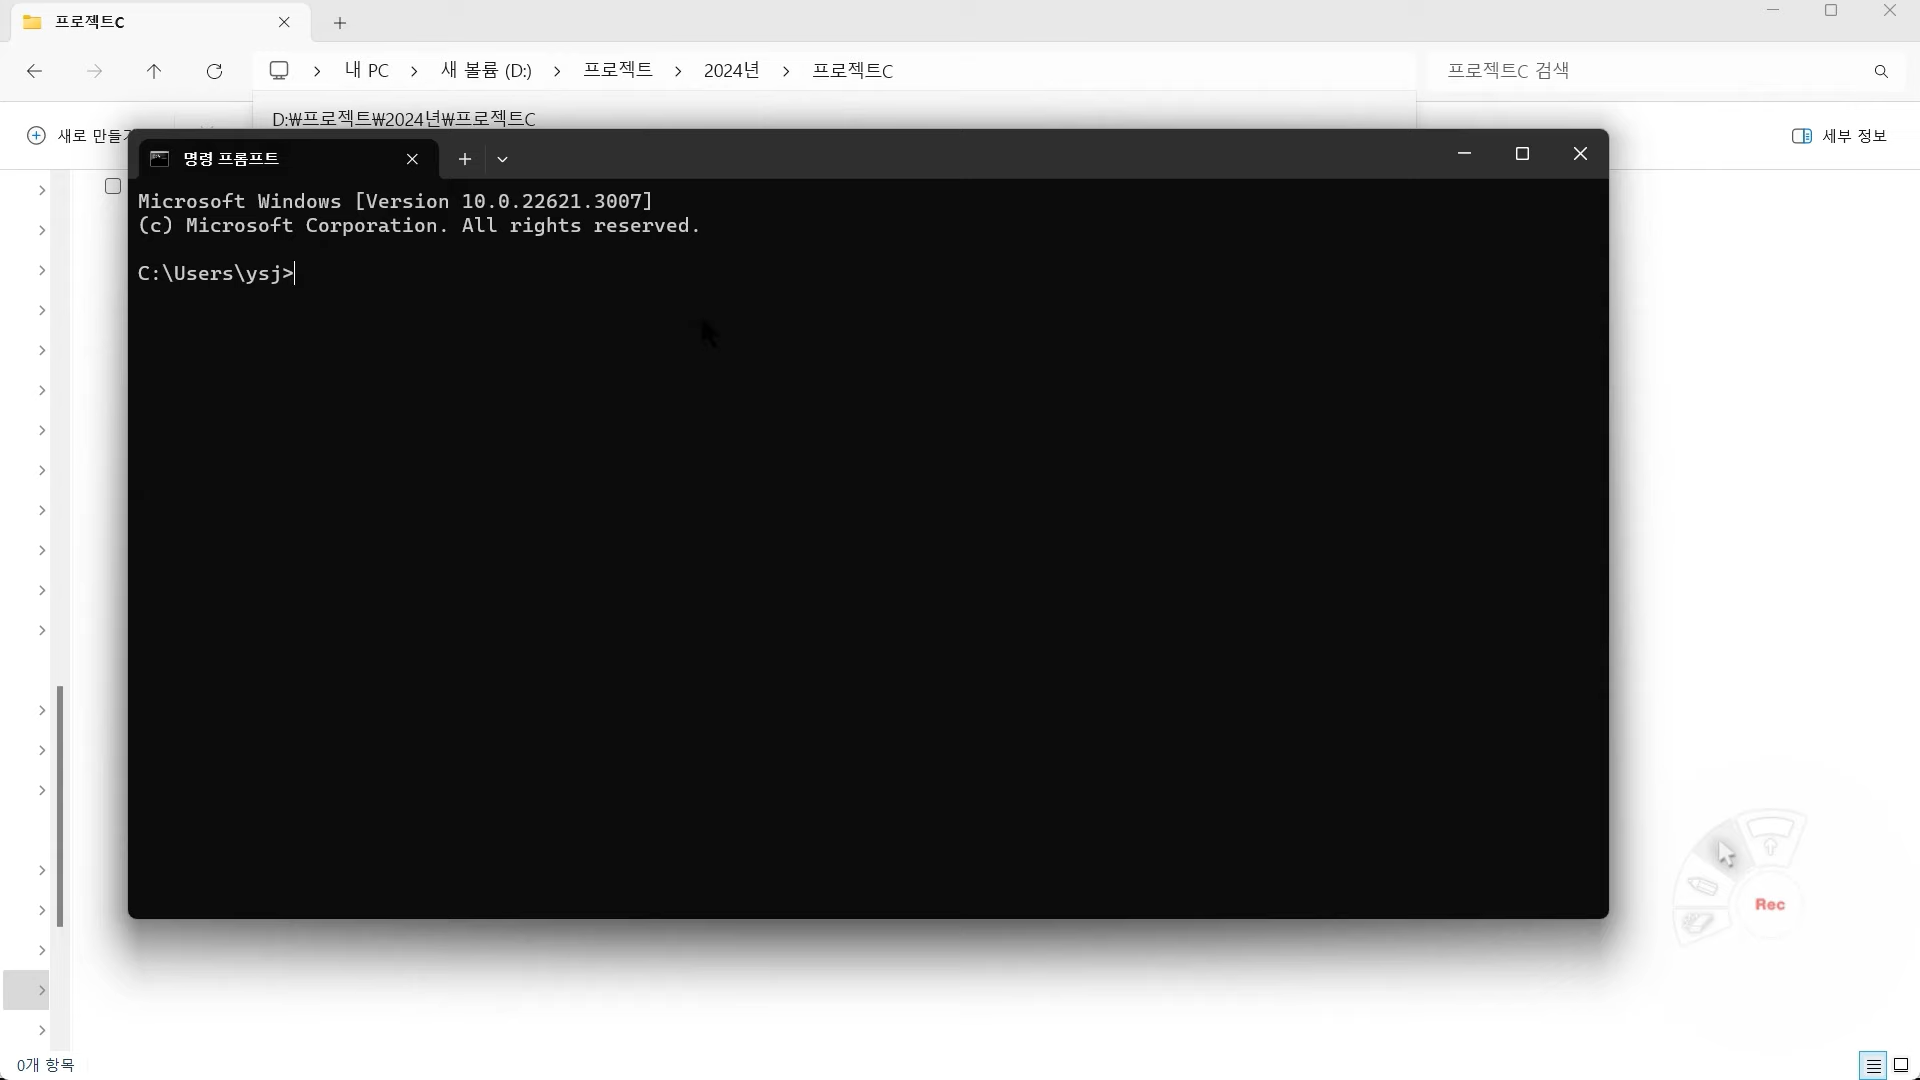 프로젝트C
내 PC > 새 볼륨 (D:) > 프로젝트 > 2024년 > 프로젝트C
프로젝트C 검색
D:₩프로젝트₩2024년₩프로젝트C
새로 만들기
세부 정보
명령 프롬프트
Microsoft Windows [Version 10.0.22621.3007]
(c) Microsoft Corporation. All rights reserved.
C:\Users\ysj>
Rec
0개 항목